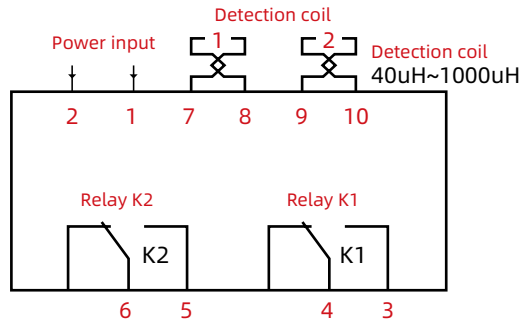 Detection coil
1
2
Power input
Detection coil
40uH~1000uH
2 1 7 8 9 10
Relay K2
Relay K1
K2
K1
6 5 4 3